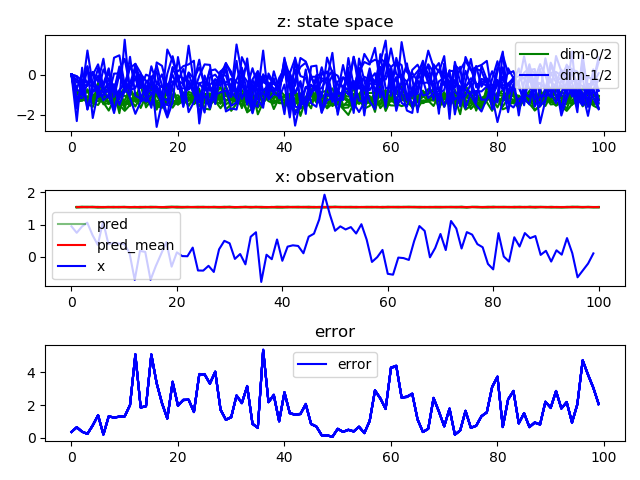 z: state space
0
−2
dim-0/2
dim-1/2
0 20 40 60 80 100
x: observation
2
1
0
pred
pred_mean
x
0 20 40 60 80 100
error
4
2
0
error
0 20 40 60 80 100